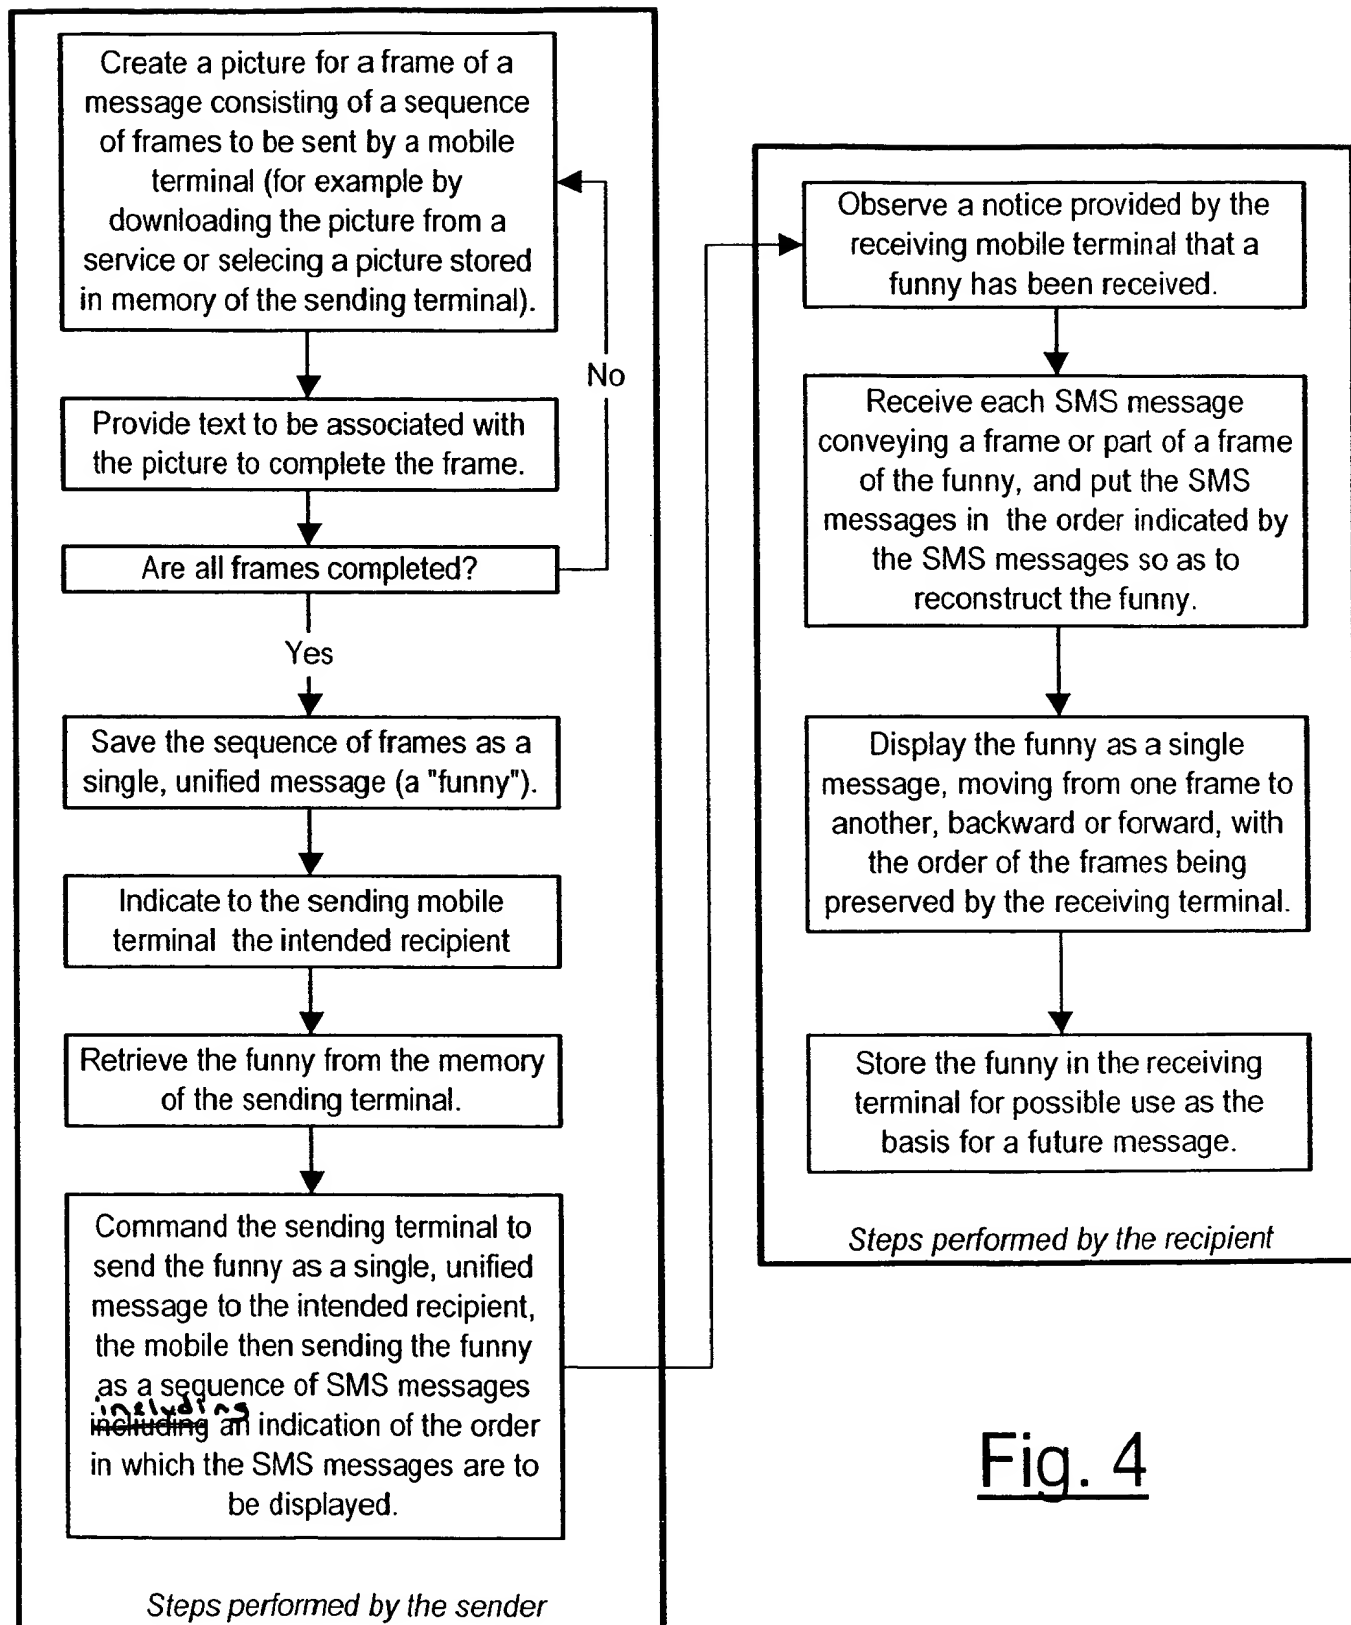 Create a picture for a frame of a
message consisting of a sequence
of frames to be sent by a mobile
terminal (for example by
downloading the picture from a
service or selecing a picture stored
in memory of the sending terminal).
No
Provide text to be associated with
the picture to complete the frame.
Are all frames completed?
Yes
Save the sequence of frames as a
single, unified message (a "funny").
Indicate to the sending mobile
terminal the intended recipient
Retrieve the funny from the memory
of the sending terminal.
Command the sending terminal to
send the funny as a single, unified
message to the intended recipient,
the mobile then sending the funny
as a sequence of SMS messages
including
an indication of the order
in which the SMS messages are to
be displayed.
Steps performed by the sender
Observe a notice provided by the
receiving mobile terminal that a
funny has been received.
Receive each SMS message
conveying a frame or part of a frame
of the funny, and put the SMS
messages in the order indicated by
the SMS messages so as to
reconstruct the funny.
Display the funny as a single
message, moving from one frame to
another, backward or forward, with
the order of the frames being
preserved by the receiving terminal.
Store the funny in the receiving
terminal for possible use as the
basis for a future message.
Steps performed by the recipient
Fig. 4